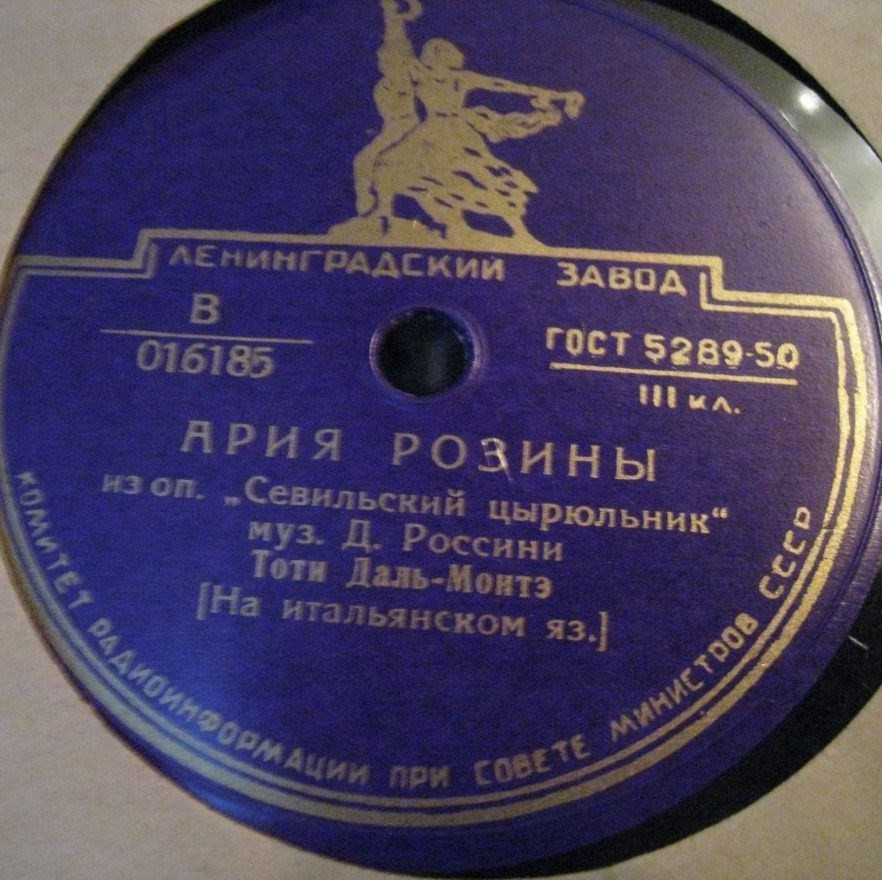 ЛЕНИНГРАДСКИЙ ЗАВОД
В
016185
ГОСТ 5289-50
III кл.
АРИЯ РОЗИНЫ
из оп. „Севильский цырюльник“
муз. Д. Россини
Тоти Даль-Монтэ
[На итальянском яз.]
КОМИТЕТ РАДИОИНФОРМАЦИИ ПРИ СОВЕТЕ МИНИСТРОВ СССР